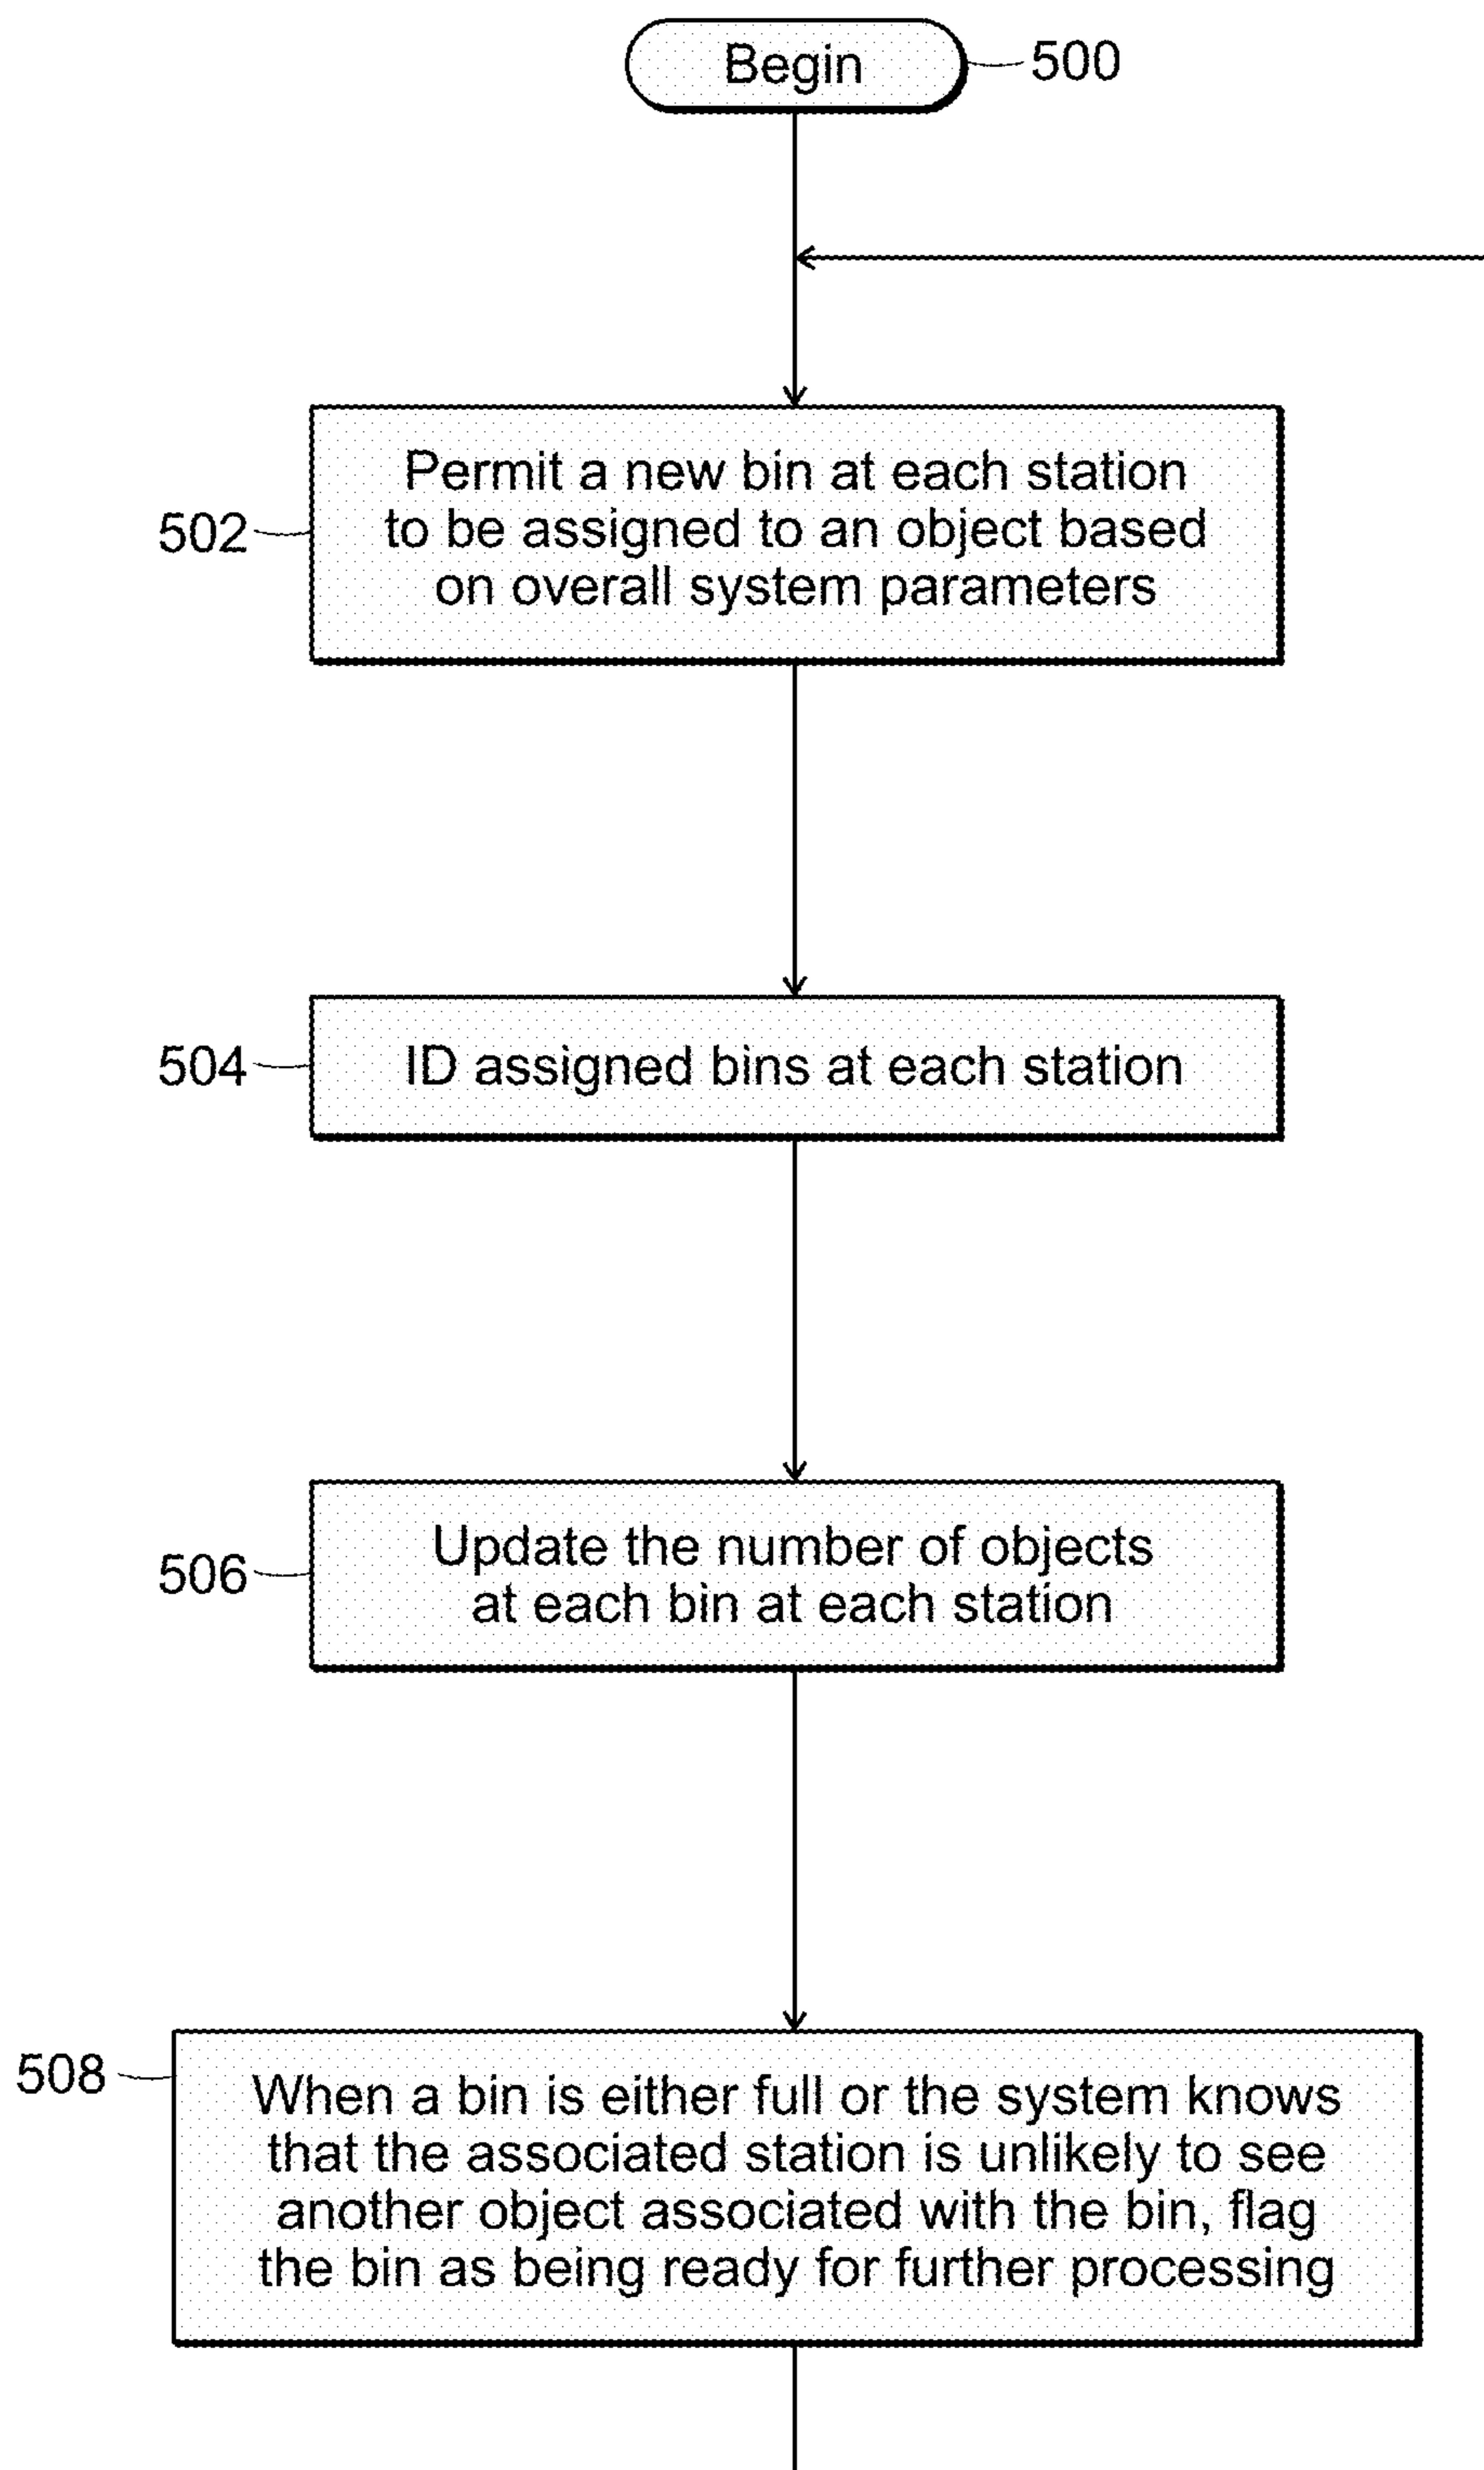 Begin
500
Permit a new bin at each station
to be assigned to an object based
on overall system parameters
502
ID assigned bins at each station
504
Update the number of objects
at each bin at each station
506
508
When a bin is either full or the system knows
that the associated station is unlikely to see
another object associated with the bin, flag
the bin as being ready for further processing